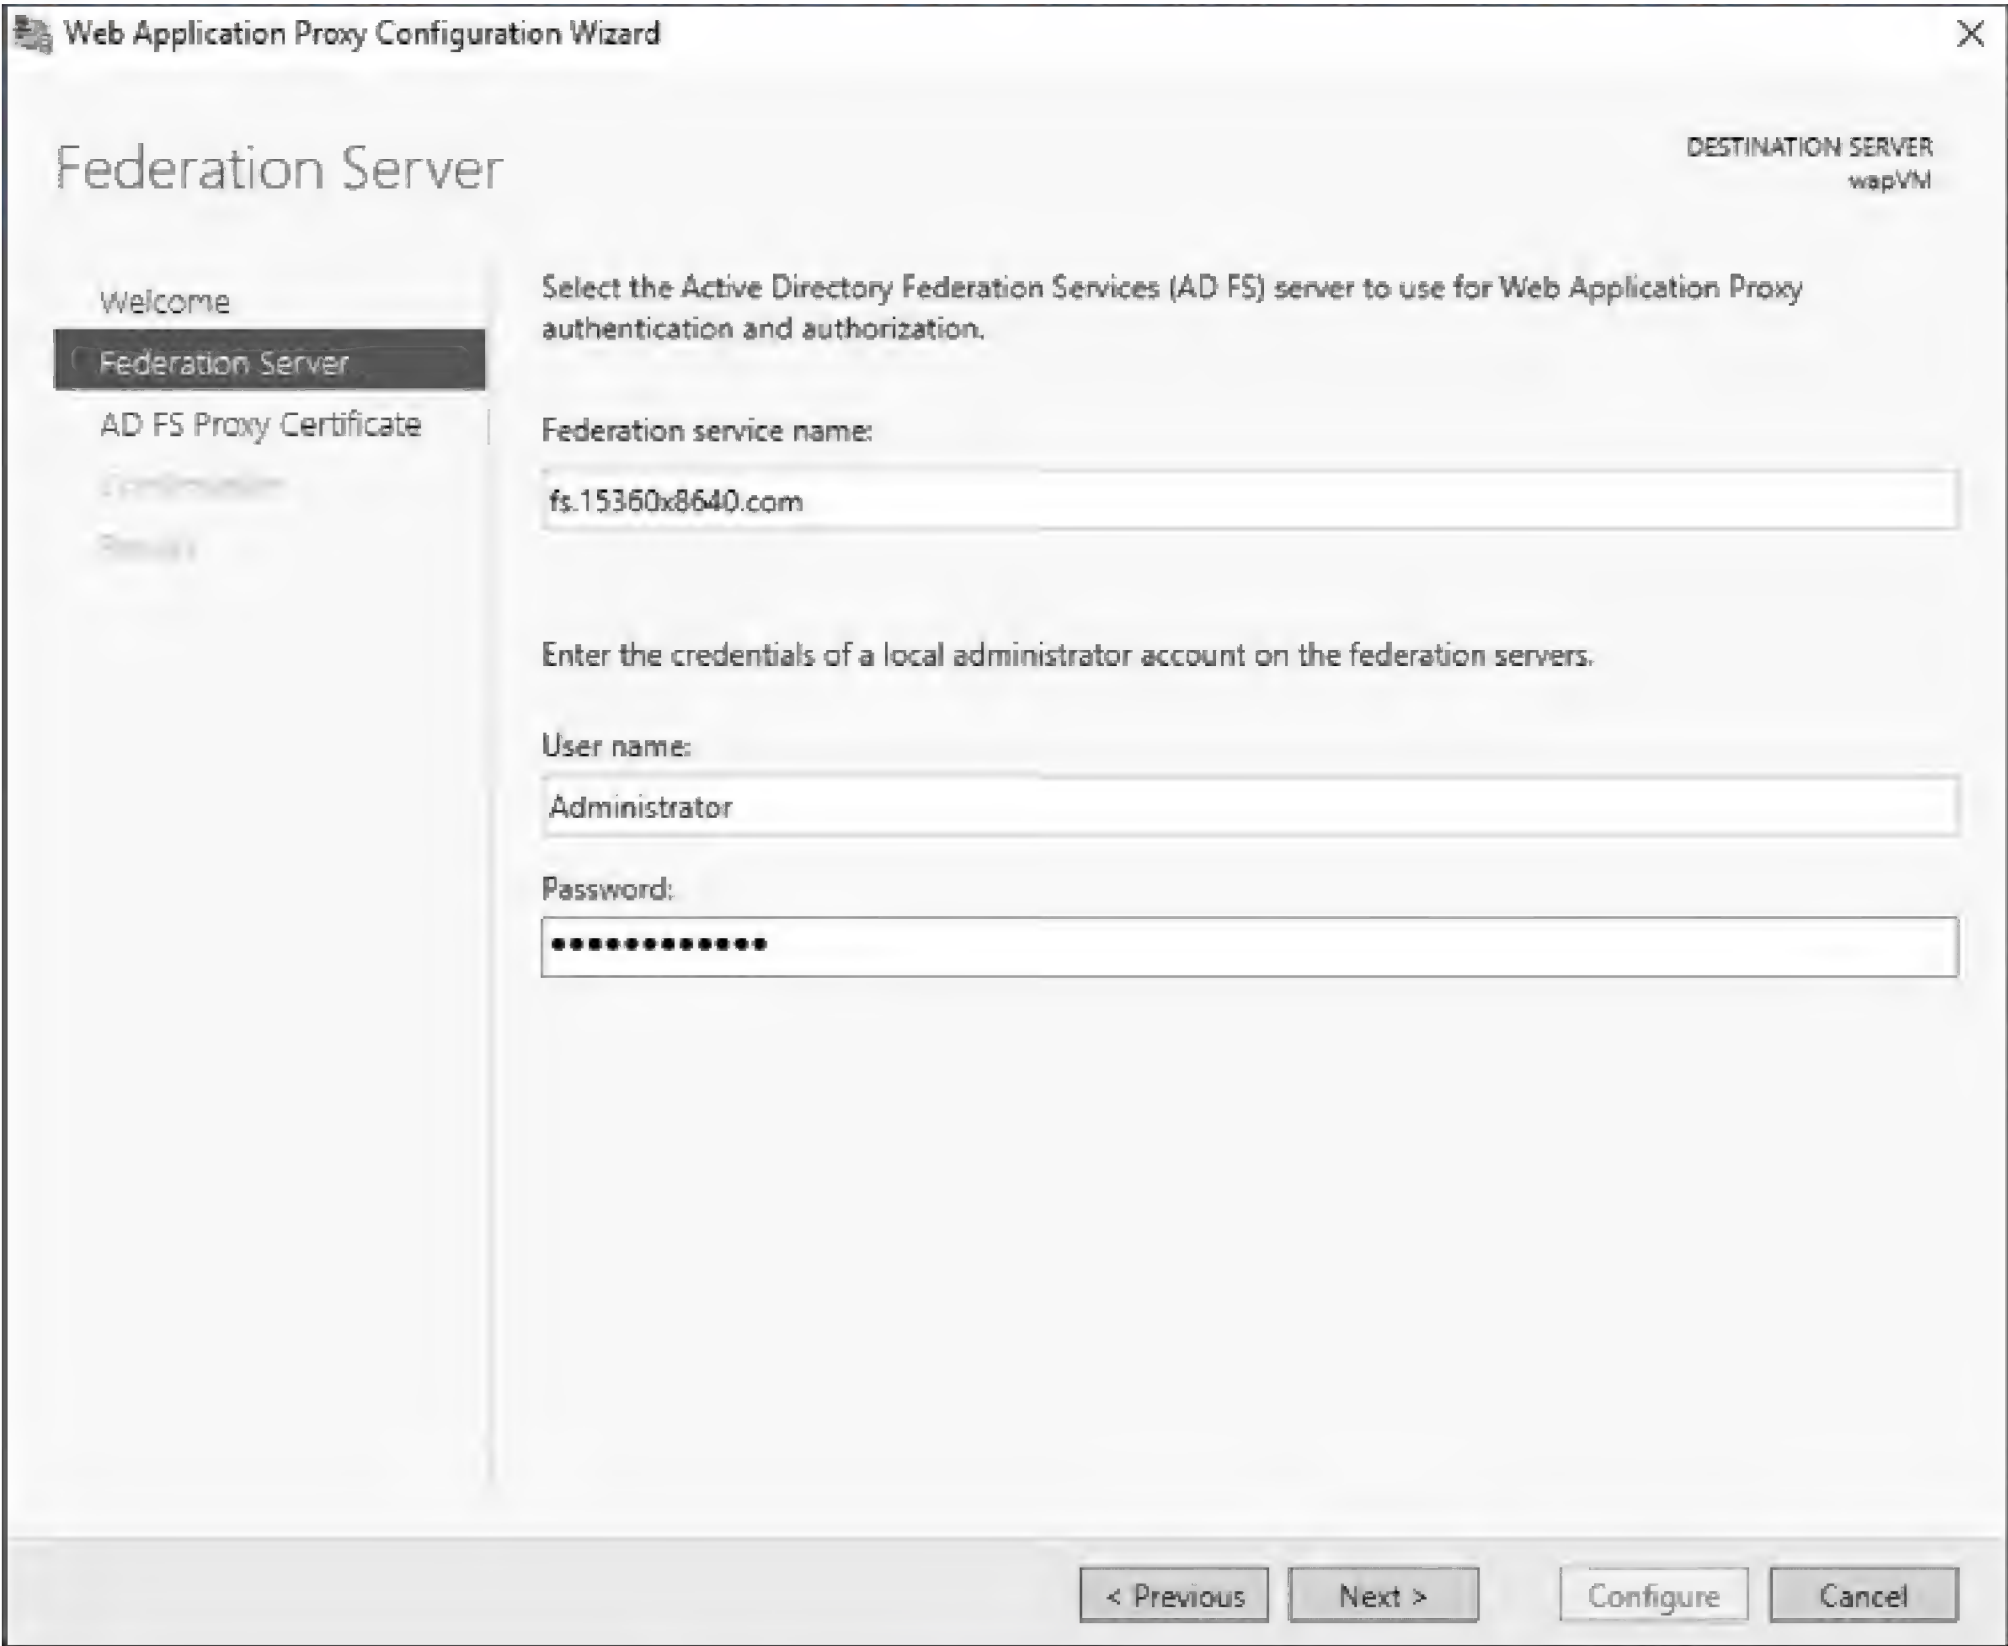 Web Application Proxy Configuration Wizard
Federation Server
DESTINATION SERVER
wapVM
Welcome
Federation Server
AD FS Proxy Certificate
Select the Active Directory Federation Services (AD FS) server to use for Web Application Proxy
authentication and authorization.
Federation service name:
fs.15360x8640.com
Enter the credentials of a local administrator account on the federation servers.
User name:
Administrator
Password:
••••••••••••
< Previous
Next >
Configure
Cancel